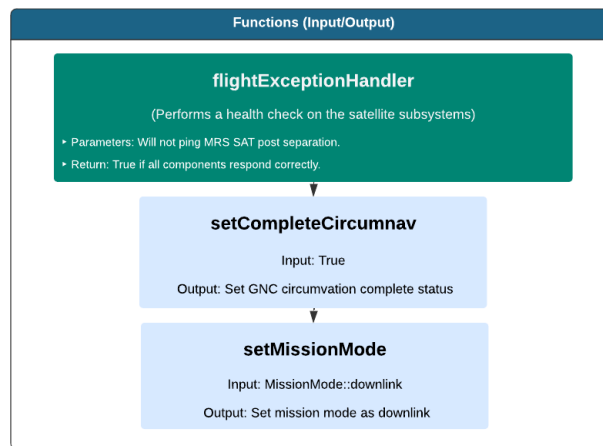 Functions (Input/Output)
flightExceptionHandler
(Performs a health check on the satellite subsystems)
‣ Parameters: Will not ping MRS SAT post separation.
‣ Return: True if all components respond correctly.
setCompleteCircumnav
Input: True
Output: Set GNC circumvation complete status
setMissionMode
Input: MissionMode::downlink
Output: Set mission mode as downlink